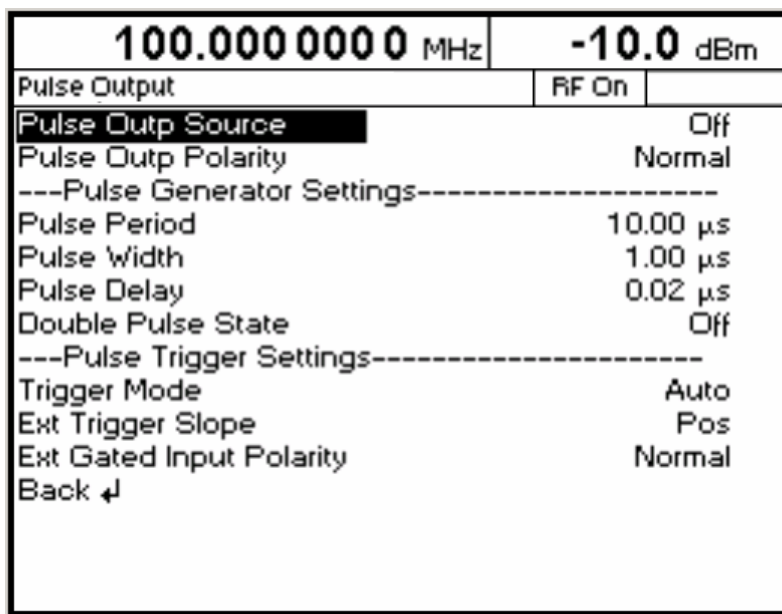 100.000 000 0 MHz -10.0 dBm
Pulse Output RF On
Pulse Outp Source Off
Pulse Outp Polarity Normal
---Pulse Generator Settings---------------------
Pulse Period 10.00 µs
Pulse Width 1.00 µs
Pulse Delay 0.02 µs
Double Pulse State Off
---Pulse Trigger Settings-----------------------
Trigger Mode Auto
Ext Trigger Slope Pos
Ext Gated Input Polarity Normal
Back ↲